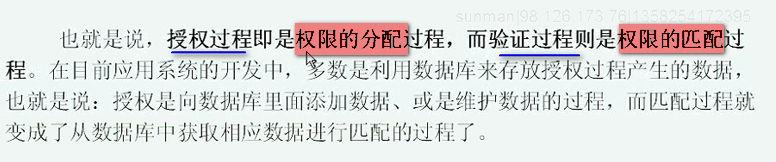 sunman|98 126 173 76|1358254172395
也就是说，授权过程即是权限的分配过程，而验证过程则是权限的匹配过
程。在目前应用系统的开发中，多数是利用数据库来存放授权过程产生的数据，
也就是说：授权是向数据库里面添加数据、或是维护数据的过程，而匹配过程就
变成了从数据库中获取相应数据进行匹配的过程了。